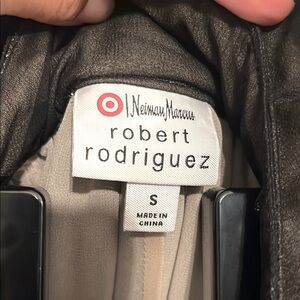 | Neiman Marcus
robert
rodriguez
S
MADE IN
CHINA